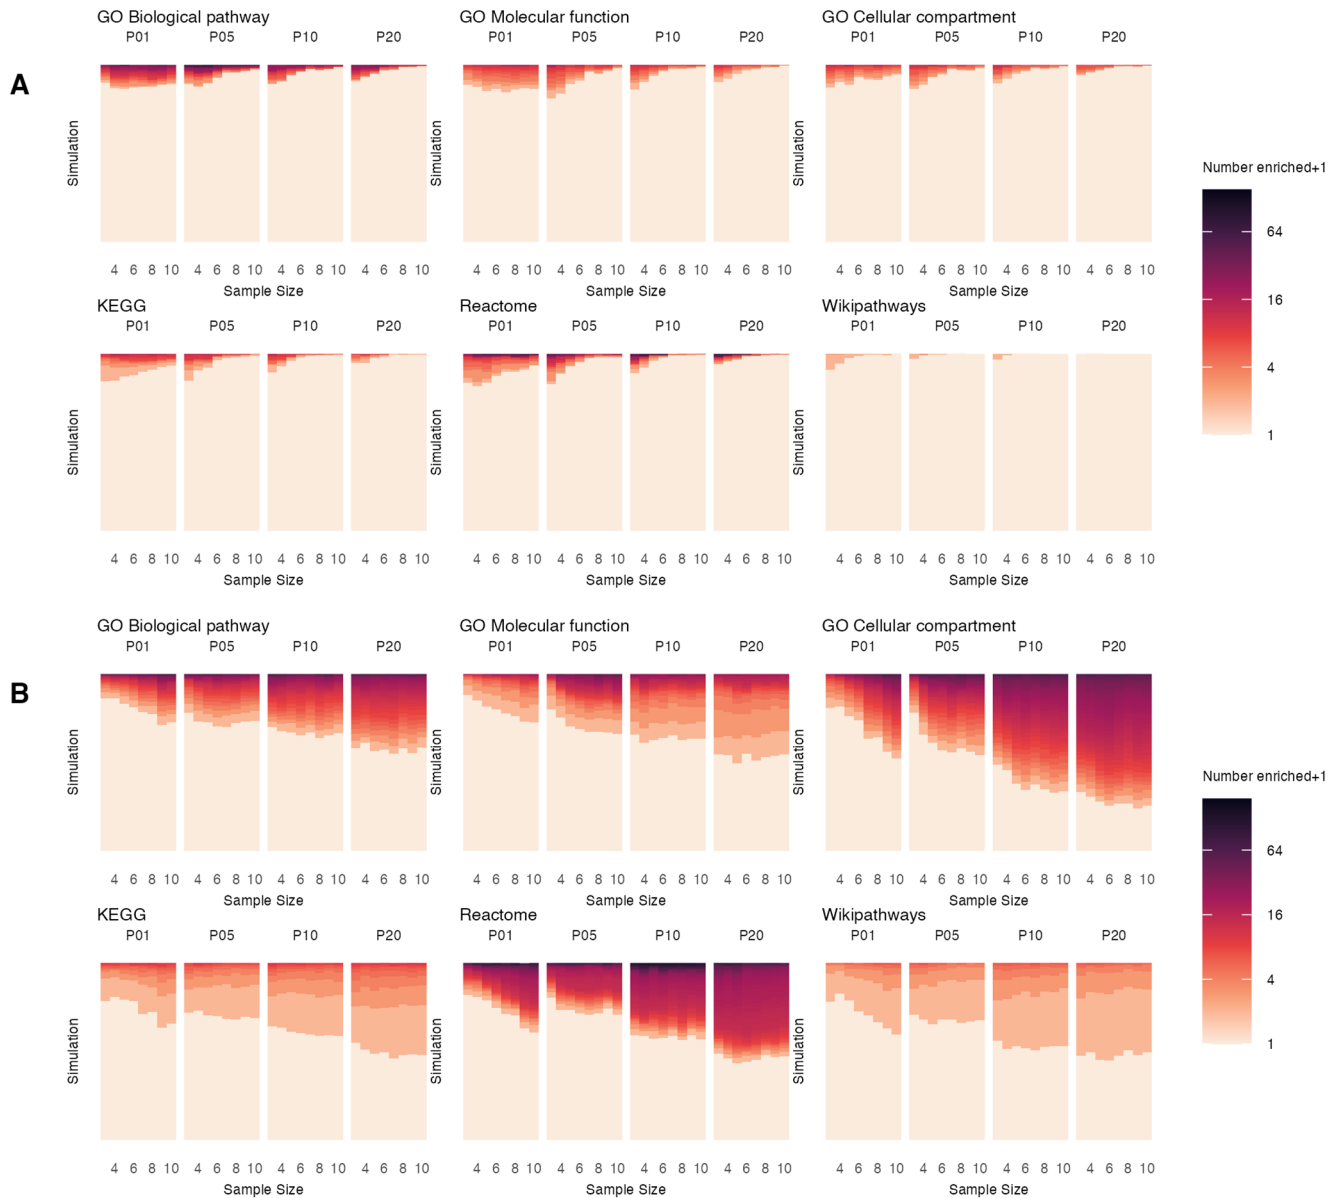 GO Biological pathway GO Molecular function GO Cellular compartment
P01 P05 P10 P20 P01 P05 P10 P20 P01 P05 P10 P20
A
Simulation Simulation Simulation
4 6 8 10 4 6 8 10 4 6 8 10 4 6 8 10 4 6 8 10 4 6 8 10 4 6 8 10 4 6 8 10 4 6 8 10 4 6 8 10 4 6 8 10 4 6 8 10
Sample Size Sample Size Sample Size
KEGG Reactome Wikipathways
P01 P05 P10 P20 P01 P05 P10 P20 P01 P05 P10 P20
Simulation Simulation Simulation
4 6 8 10 4 6 8 10 4 6 8 10 4 6 8 10 4 6 8 10 4 6 8 10 4 6 8 10 4 6 8 10 4 6 8 10 4 6 8 10 4 6 8 10 4 6 8 10
Sample Size Sample Size Sample Size
Number enriched+1
64
16
4
1
GO Biological pathway GO Molecular function GO Cellular compartment
P01 P05 P10 P20 P01 P05 P10 P20 P01 P05 P10 P20
B
Simulation Simulation Simulation
4 6 8 10 4 6 8 10 4 6 8 10 4 6 8 10 4 6 8 10 4 6 8 10 4 6 8 10 4 6 8 10 4 6 8 10 4 6 8 10 4 6 8 10 4 6 8 10
Sample Size Sample Size Sample Size
KEGG Reactome Wikipathways
P01 P05 P10 P20 P01 P05 P10 P20 P01 P05 P10 P20
Simulation Simulation Simulation
4 6 8 10 4 6 8 10 4 6 8 10 4 6 8 10 4 6 8 10 4 6 8 10 4 6 8 10 4 6 8 10 4 6 8 10 4 6 8 10 4 6 8 10 4 6 8 10
Sample Size Sample Size Sample Size
Number enriched+1
64
16
4
1